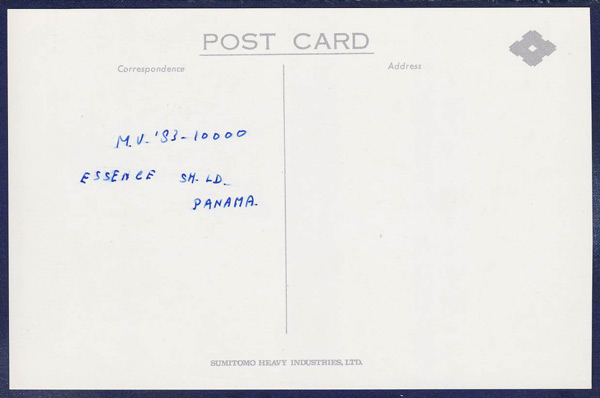 POST CARD
Correspondence
Address
M.V. '83-10000
ESSENCE SH. LD.
PANAMA.
SUMITOMO HEAVY INDUSTRIES, LTD.